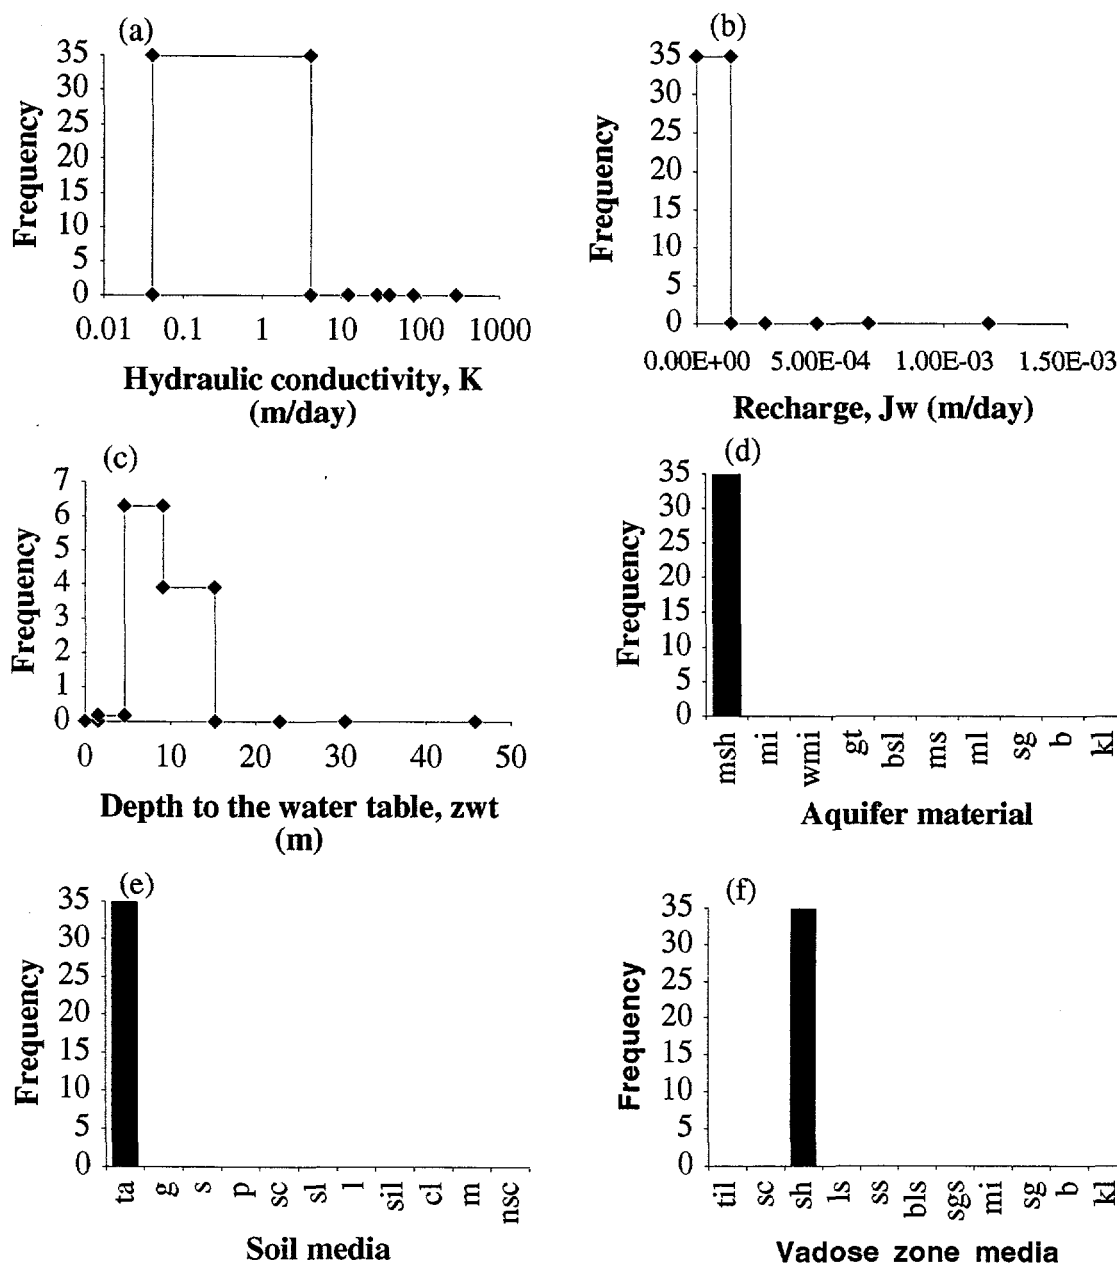 (a)
35
30
25
20
15
10
5
0
Frequency
0.01 0.1 1 10 100 1000
Hydraulic conductivity, K
(m/day)
(b)
35
30
25
20
15
10
5
0
Frequency
0.00E+00 5.00E-04 1.00E-03 1.50E-03
Recharge, Jw (m/day)
(c)
7
6
5
4
3
2
1
0
Frequency
0 10 20 30 40 50
Depth to the water table, zwt
(m)
(d)
35
30
25
20
15
10
5
0
Frequency
msh mi wmi gt bsl ms ml sg b kl
Aquifer material
(e)
35
30
25
20
15
10
5
0
Frequency
ta g s p sc sl l sil cl m nsc
Soil media
(f)
35
30
25
20
15
10
5
0
Frequency
til sc sh ls ss bls sgs mi sg b kl
Vadose zone media